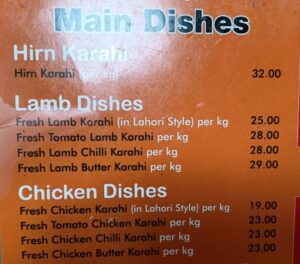 Main Dishes
Hirn Karahi
Hirn Karahi (per kg) 32.00
Lamb Dishes
Fresh Lamb Karahi (in Lahori Style) per kg 25.00
Fresh Tomato Lamb Karahi per kg 28.00
Fresh Lamb Chilli Karahi per kg 28.00
Fresh Lamb Butter Karahi per kg 29.00
Chicken Dishes
Fresh Chicken Karahi (in Lahori Style) per kg 19.00
Fresh Tomato Chicken Karahi per kg 23.00
Fresh Chicken Chilli Karahi per kg 23.00
Fresh Chicken Butter Karahi per kg 23.00